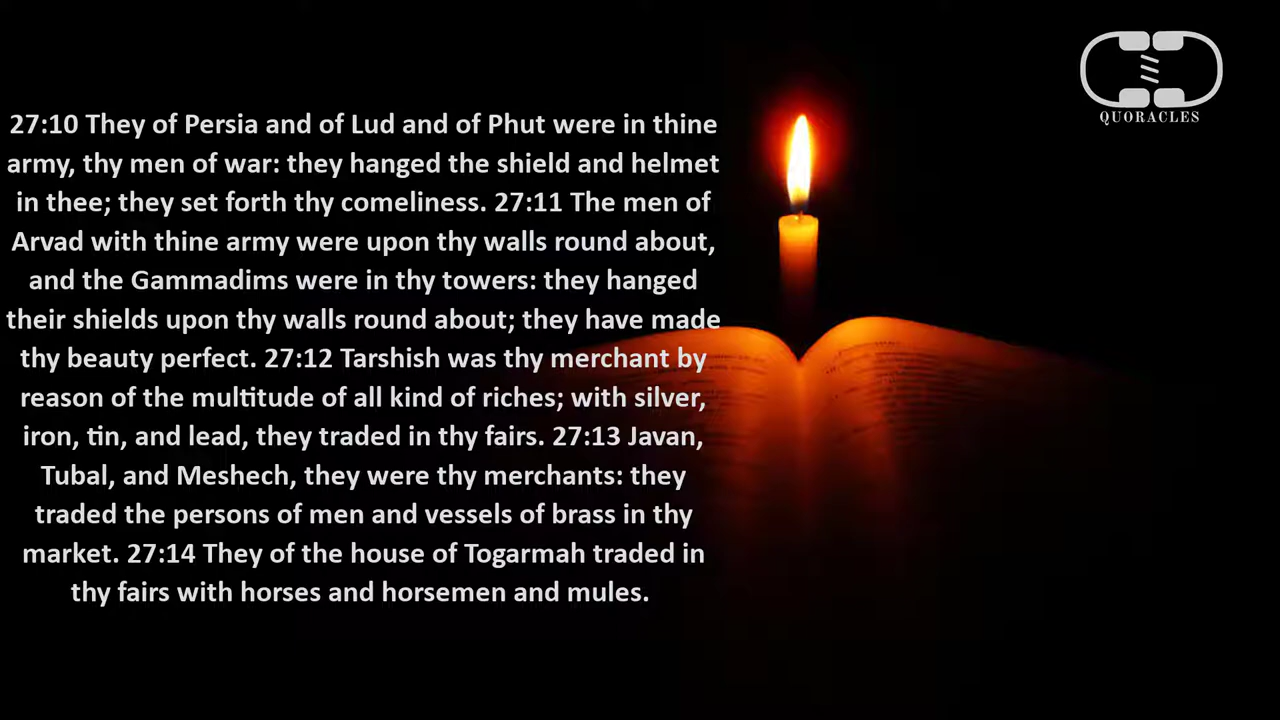 27:10 They of Persia and of Lud and of Phut were in thine
army, thy men of war: they hanged the shield and helmet
in thee; they set forth thy comeliness. 27:11 The men of
Arvad with thine army were upon thy walls round about,
and the Gammadims were in thy towers: they hanged
their shields upon thy walls round about; they have made
thy beauty perfect. 27:12 Tarshish was thy merchant by
reason of the multitude of all kind of riches; with silver,
iron, tin, and lead, they traded in thy fairs. 27:13 Javan,
Tubal, and Meshech, they were thy merchants: they
traded the persons of men and vessels of brass in thy
market. 27:14 They of the house of Togarmah traded in
thy fairs with horses and horsemen and mules.
QUORACLES